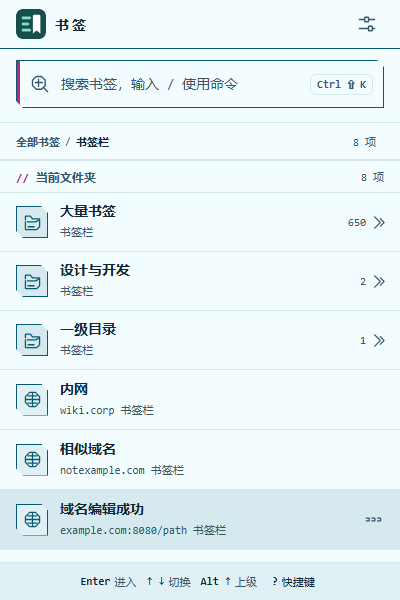 书签
搜索书签，输入 / 使用命令 Ctrl ⇧ K
全部书签 / 书签栏 8 项
// 当前文件夹 8 项
大量书签
书签栏 650
设计与开发
书签栏 2
一级目录
书签栏 1
内网
wiki.corp 书签栏
相似域名
notexample.com 书签栏
域名编辑成功
example.com:8080/path 书签栏
Enter 进入 ↑ ↓ 切换 Alt ↑ 上级 ? 快捷键